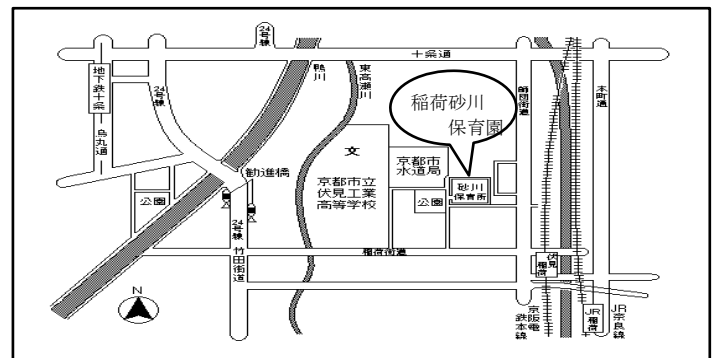 24号線
十条通
地下鉄十条
烏丸通
24号線
鴨川
東高瀬川
師団街道
本町通
稲荷砂川
保育園
勧進橋
公園
文
京都市立
伏見工業
高等学校
京都市
水道局
砂川
保育所
公園
24号線
竹田街道
稲荷街道
伏見
稲荷
京阪電
鉄本線
JR
稲荷
JR奈良線
N